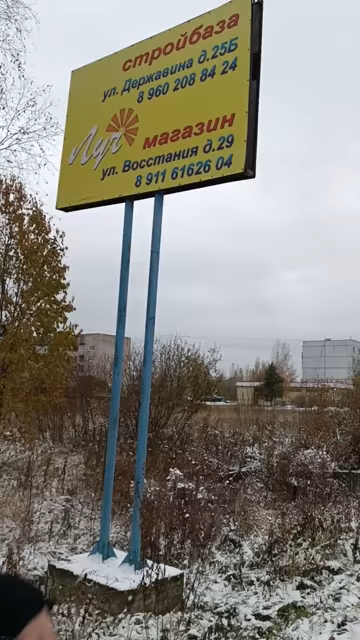 стройбаза
ул. Державина д.25Б
8 960 208 84 24
Луч
магазин
ул. Восстания д.29
8 911 61626 04